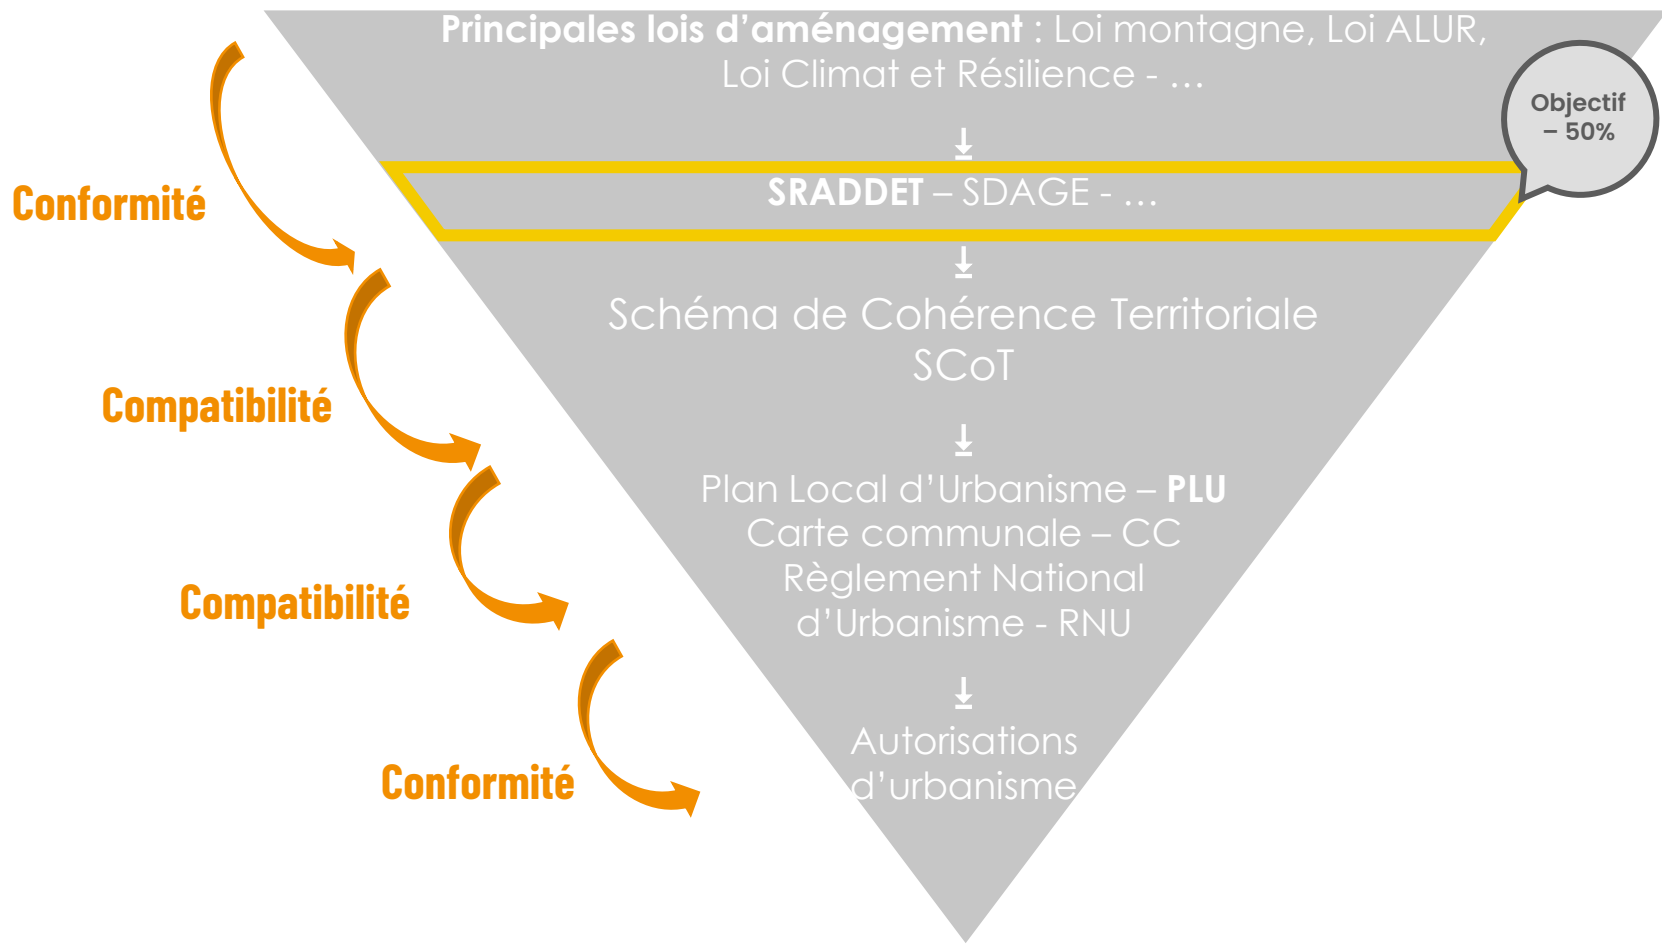 Principales lois d’aménagement : Loi montagne, Loi ALUR,
Loi Climat et Résilience - …
Objectif
– 50%
Conformité
SRADDET – SDAGE - …
Schéma de Cohérence Territoriale
SCoT
Compatibilité
Plan Local d’Urbanisme – PLU
Carte communale – CC
Règlement National
d’Urbanisme - RNU
Compatibilité
Autorisations
d’urbanisme
Conformité